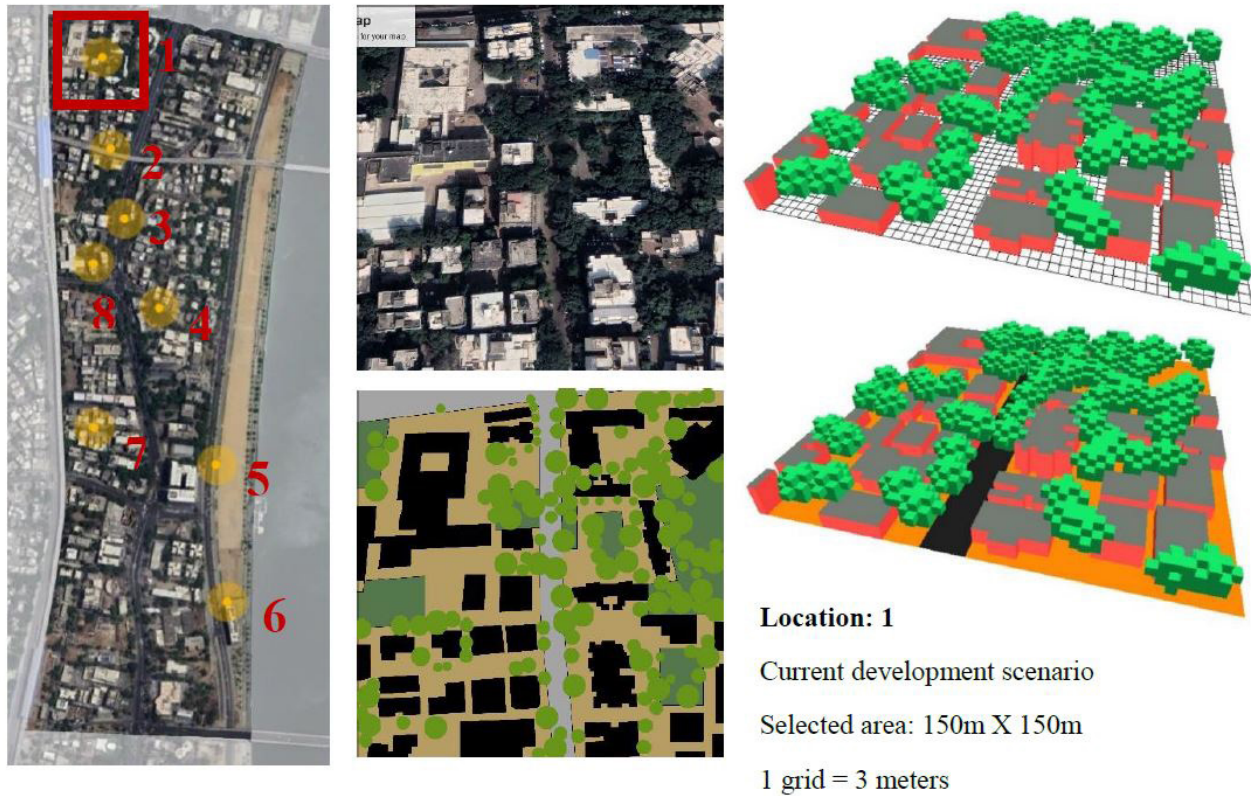 1
2
3
8
4
7
5
6
ap
for your map.
Location: 1
Current development scenario
Selected area: 150m X 150m
1 grid = 3 meters